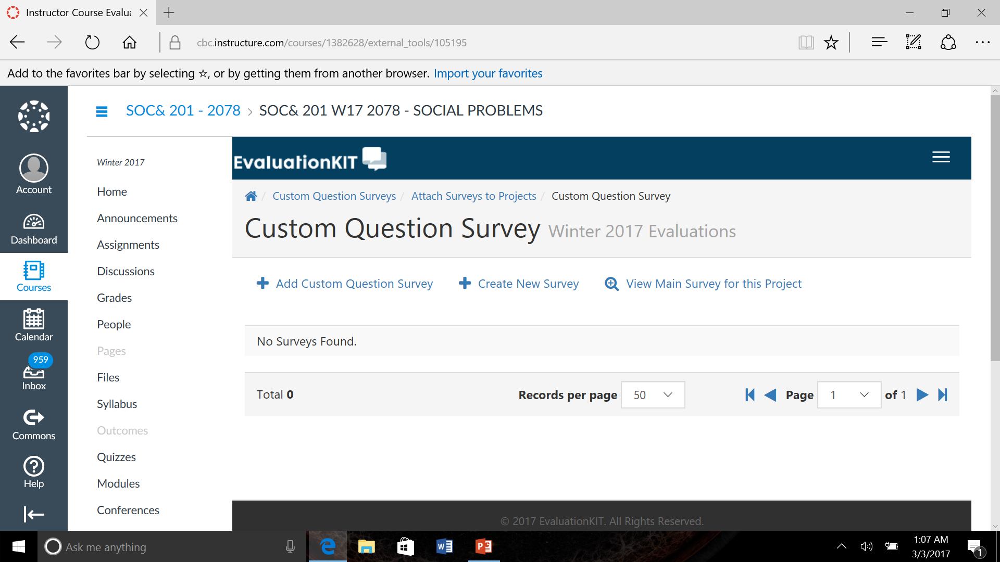 Instructor Course Evalua
cbc.instructure.com/courses/1382628/external_tools/105195
Add to the favorites bar by selecting ☆, or by getting them from another browser. Import your favorites
SOC& 201 - 2078 > SOC& 201 W17 2078 - SOCIAL PROBLEMS
Account
Dashboard
Courses
Calendar
959
Inbox
Commons
Help
Winter 2017
Home
Announcements
Assignments
Discussions
Grades
People
Pages
Files
Syllabus
Outcomes
Quizzes
Modules
Conferences
EvaluationKIT
/ Custom Question Surveys / Attach Surveys to Projects / Custom Question Survey
Custom Question Survey Winter 2017 Evaluations
Add Custom Question Survey Create New Survey View Main Survey for this Project
No Surveys Found.
Total 0 Records per page 50 Page 1 of 1
© 2017 EvaluationKIT. All Rights Reserved.
Ask me anything
1:07 AM
3/3/2017
1